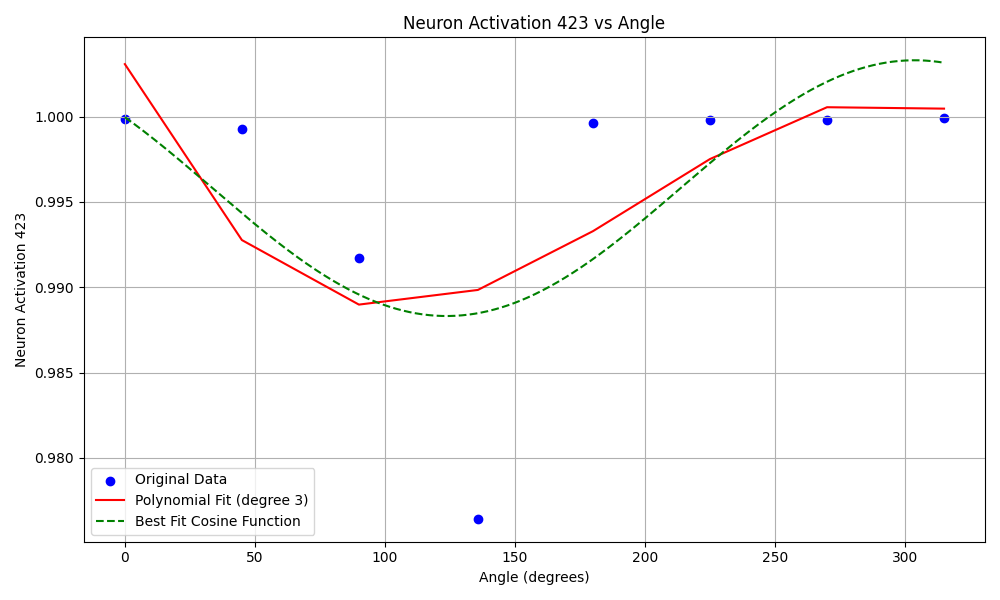 Neuron Activation 423 vs Angle
Neuron Activation 423
1.000
0.995
0.990
0.985
0.980
Original Data
Polynomial Fit (degree 3)
Best Fit Cosine Function
0
50
100
150
200
250
300
Angle (degrees)